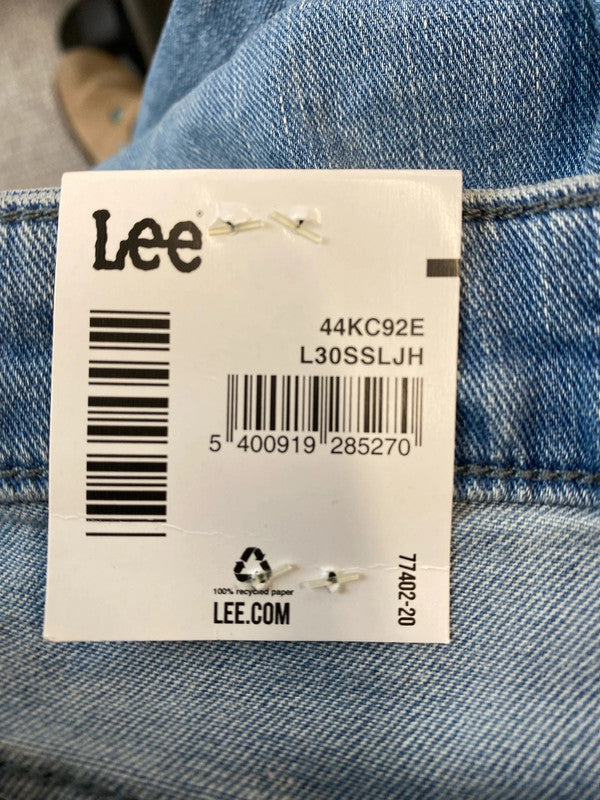 Lee®
44KC92E
L30SSLJH
5 400919 285270
77402-20
100% recycled paper
LEE.COM